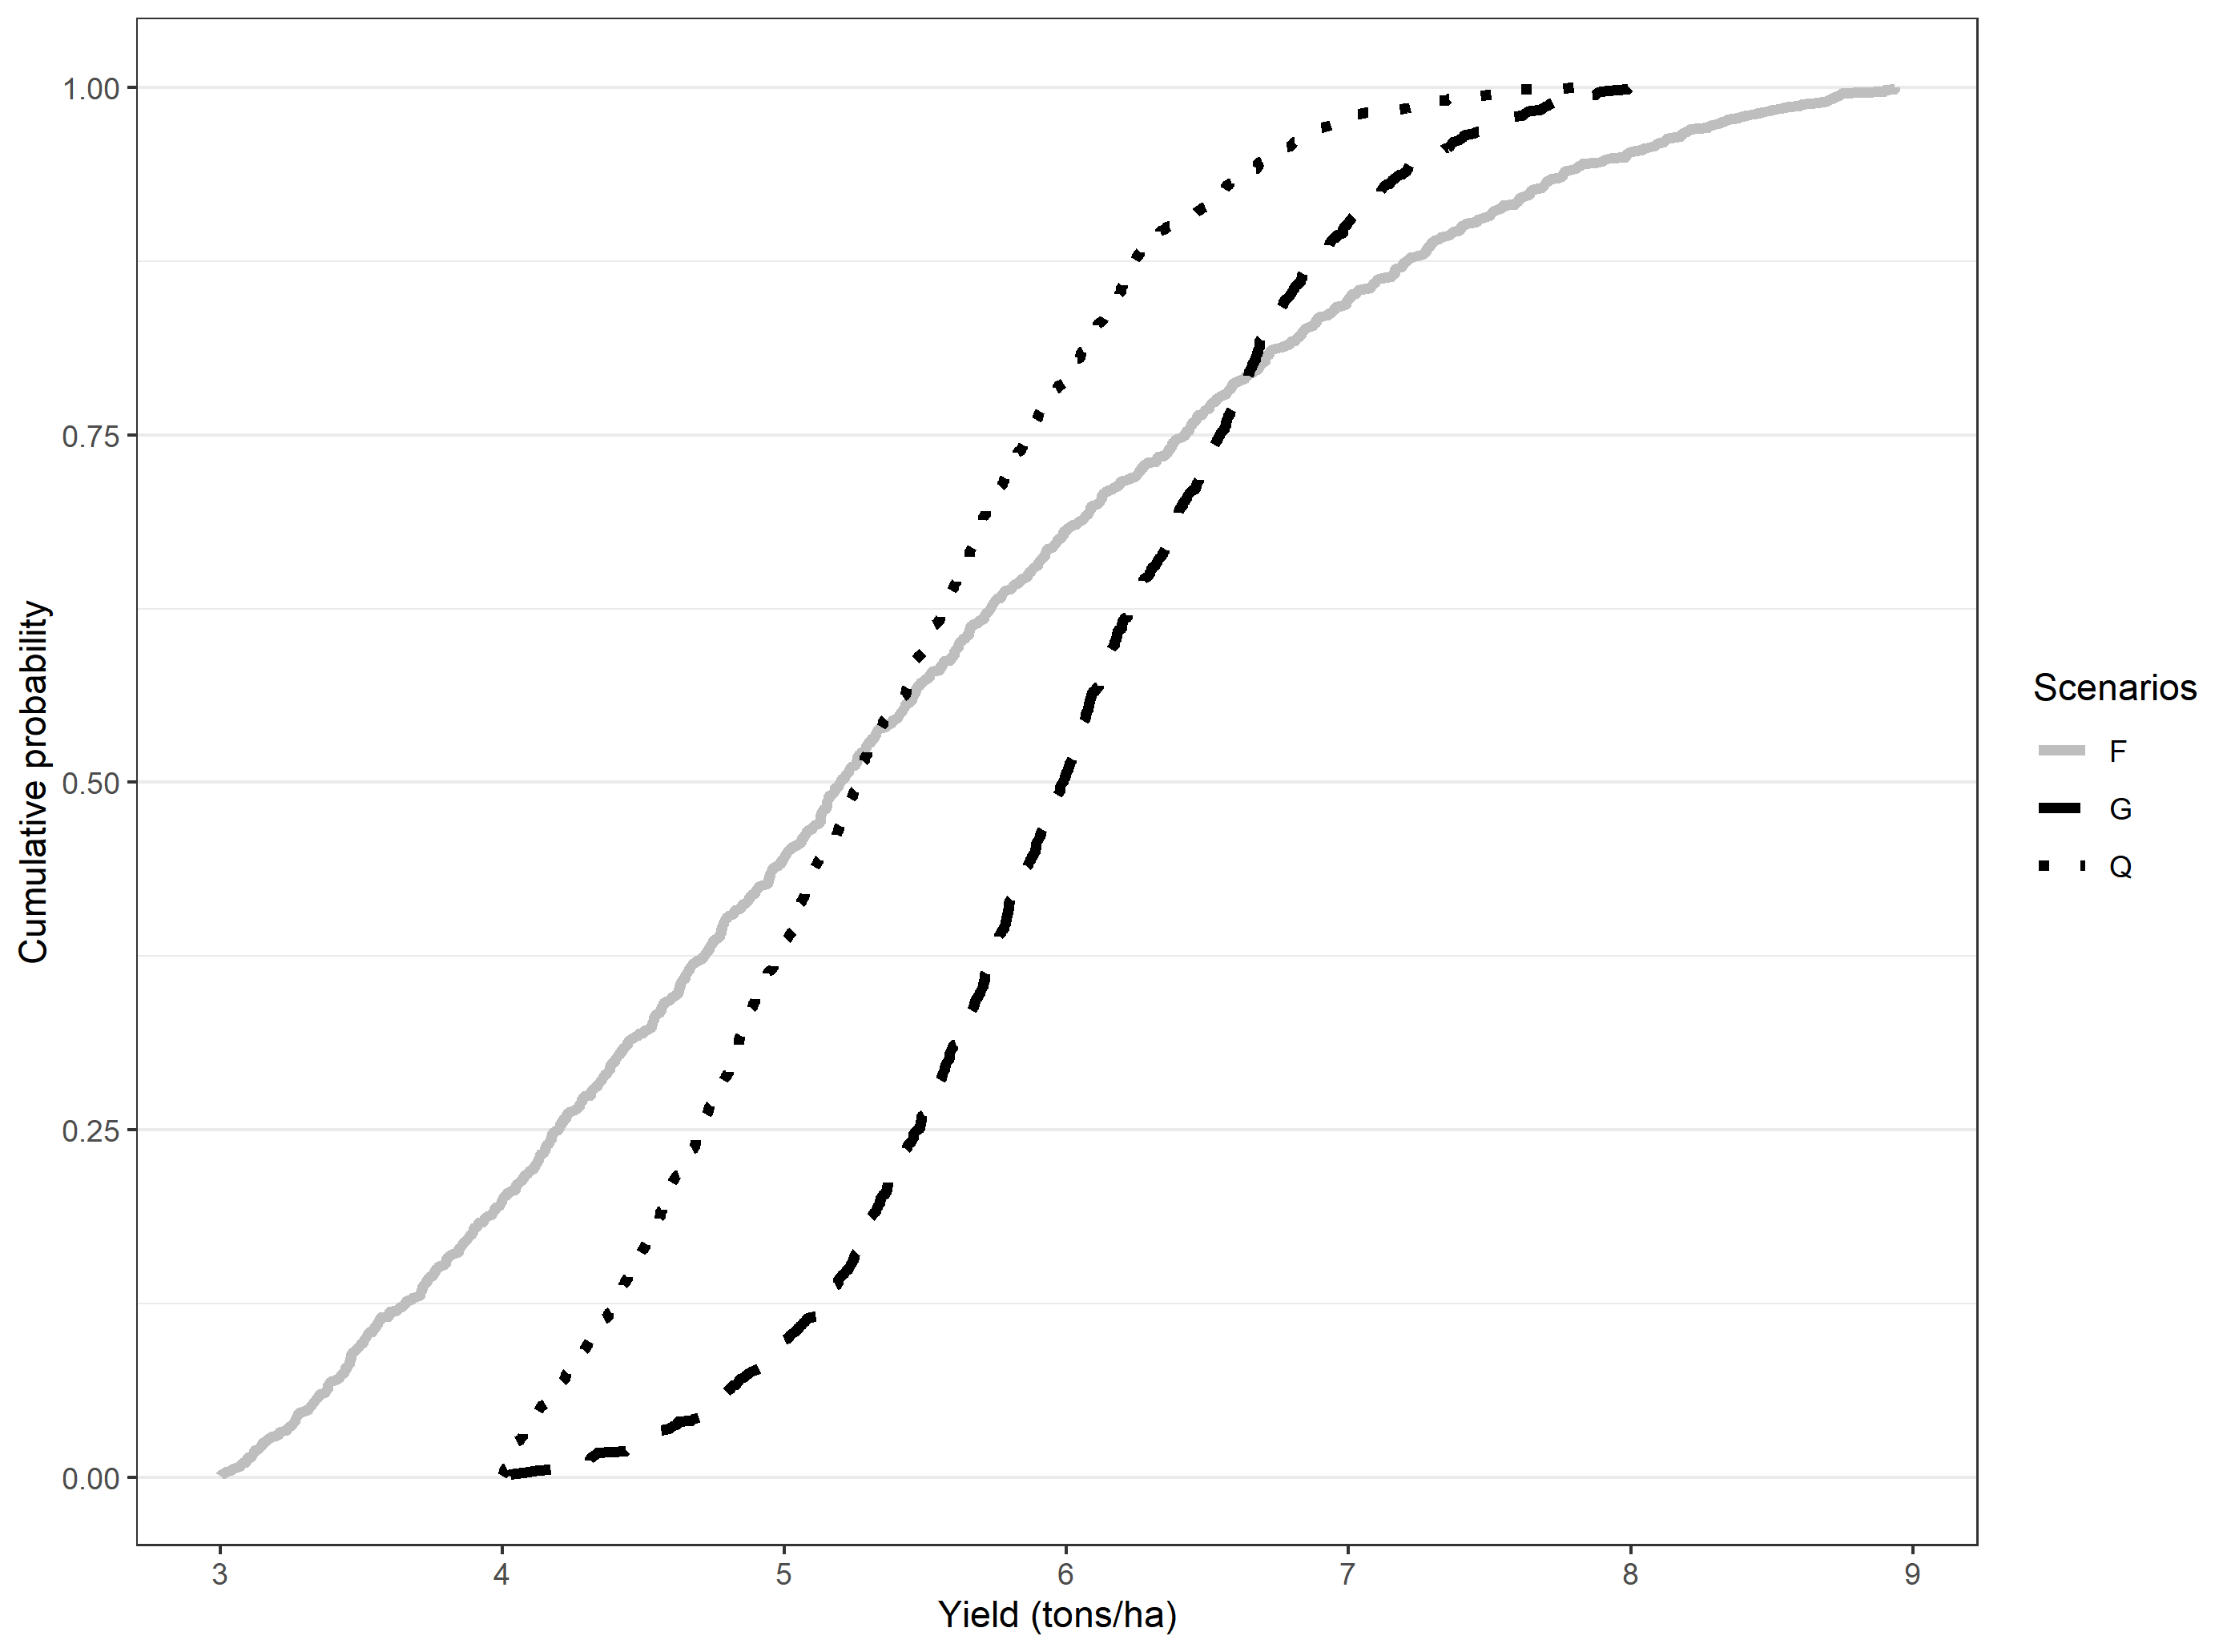 1.00
0.75
0.50
0.25
0.00
Cumulative probability
3 4 5 6 7 8 9
Yield (tons/ha)
Scenarios
F
G
Q